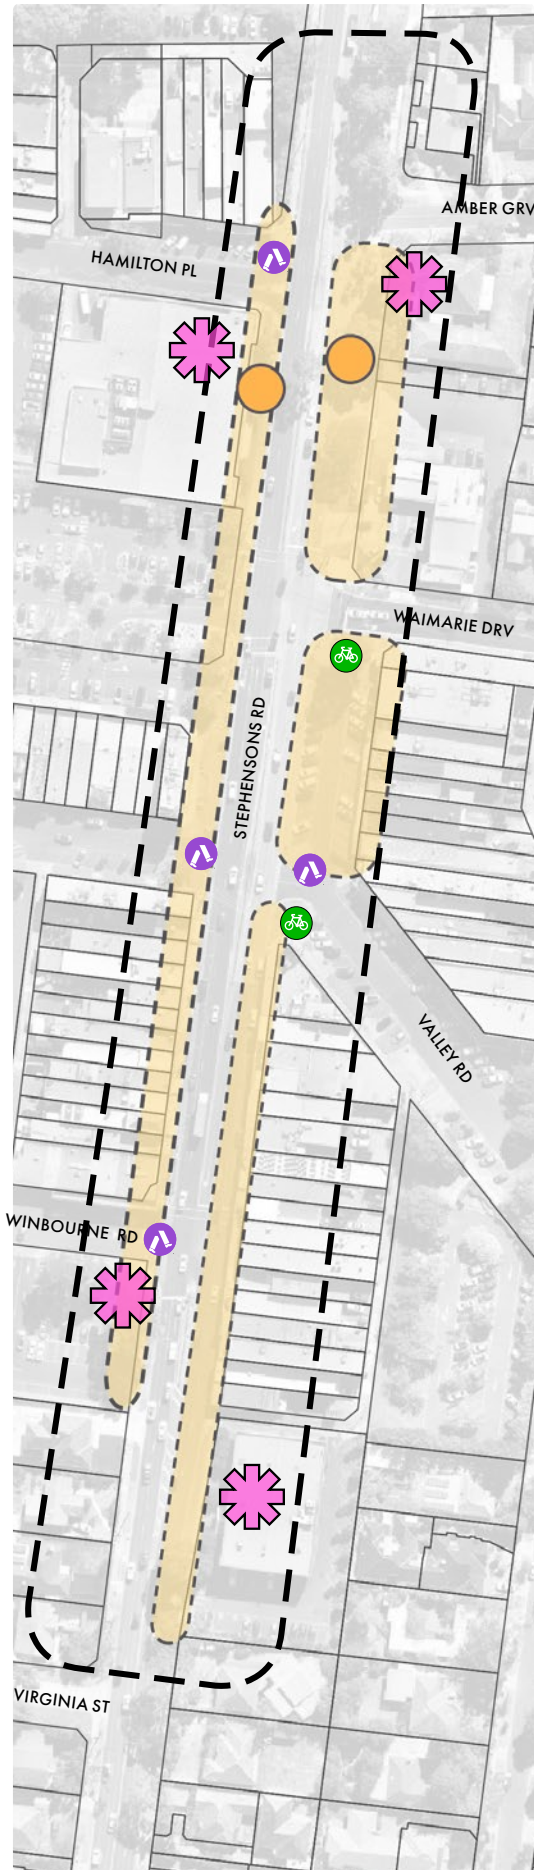 AMBER GRV
HAMILTON PL
WAIMARIE DRV
STEPHENSONS RD
VALLEY RD
WINBOURNE RD
VIRGINIA ST